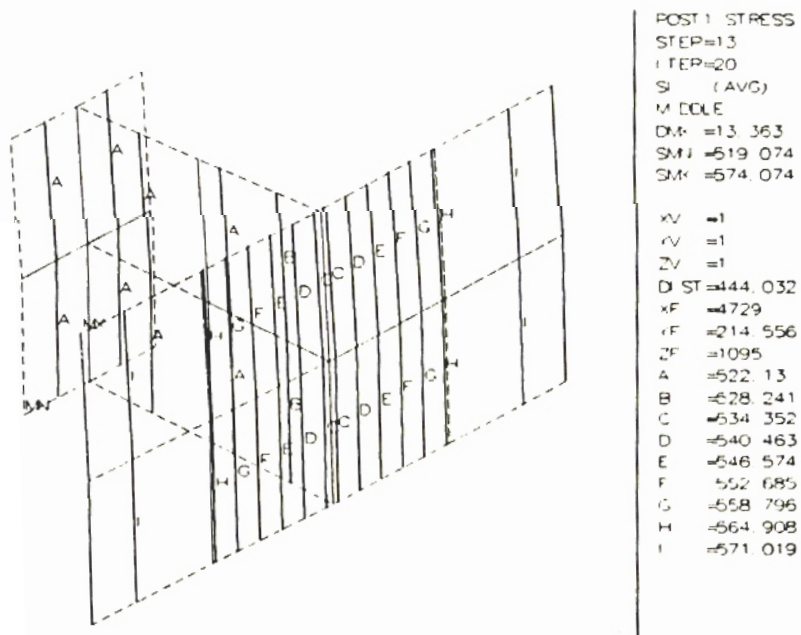 POST1 STRESS
STEP=13
ITER=20
SI (AVG)
MIDDLE
DMX =13.363
SMN =519.074
SMX =574.074
XV =1
YV =1
ZV =1
DIST=444.032
XF =4729
YF =214.556
ZF =1095
A =522.13
B =528.241
C =534.352
D =540.463
E =546.574
F 552.685
G =558.796
H =564.908
I =571.019
A
A
A
A
A
A
A
A
MX
MN
B
C
D
E
F
G
H
I
H
G
F
E
D
C
C
D
E
F
G
H
I
H
G
F
E
D
B